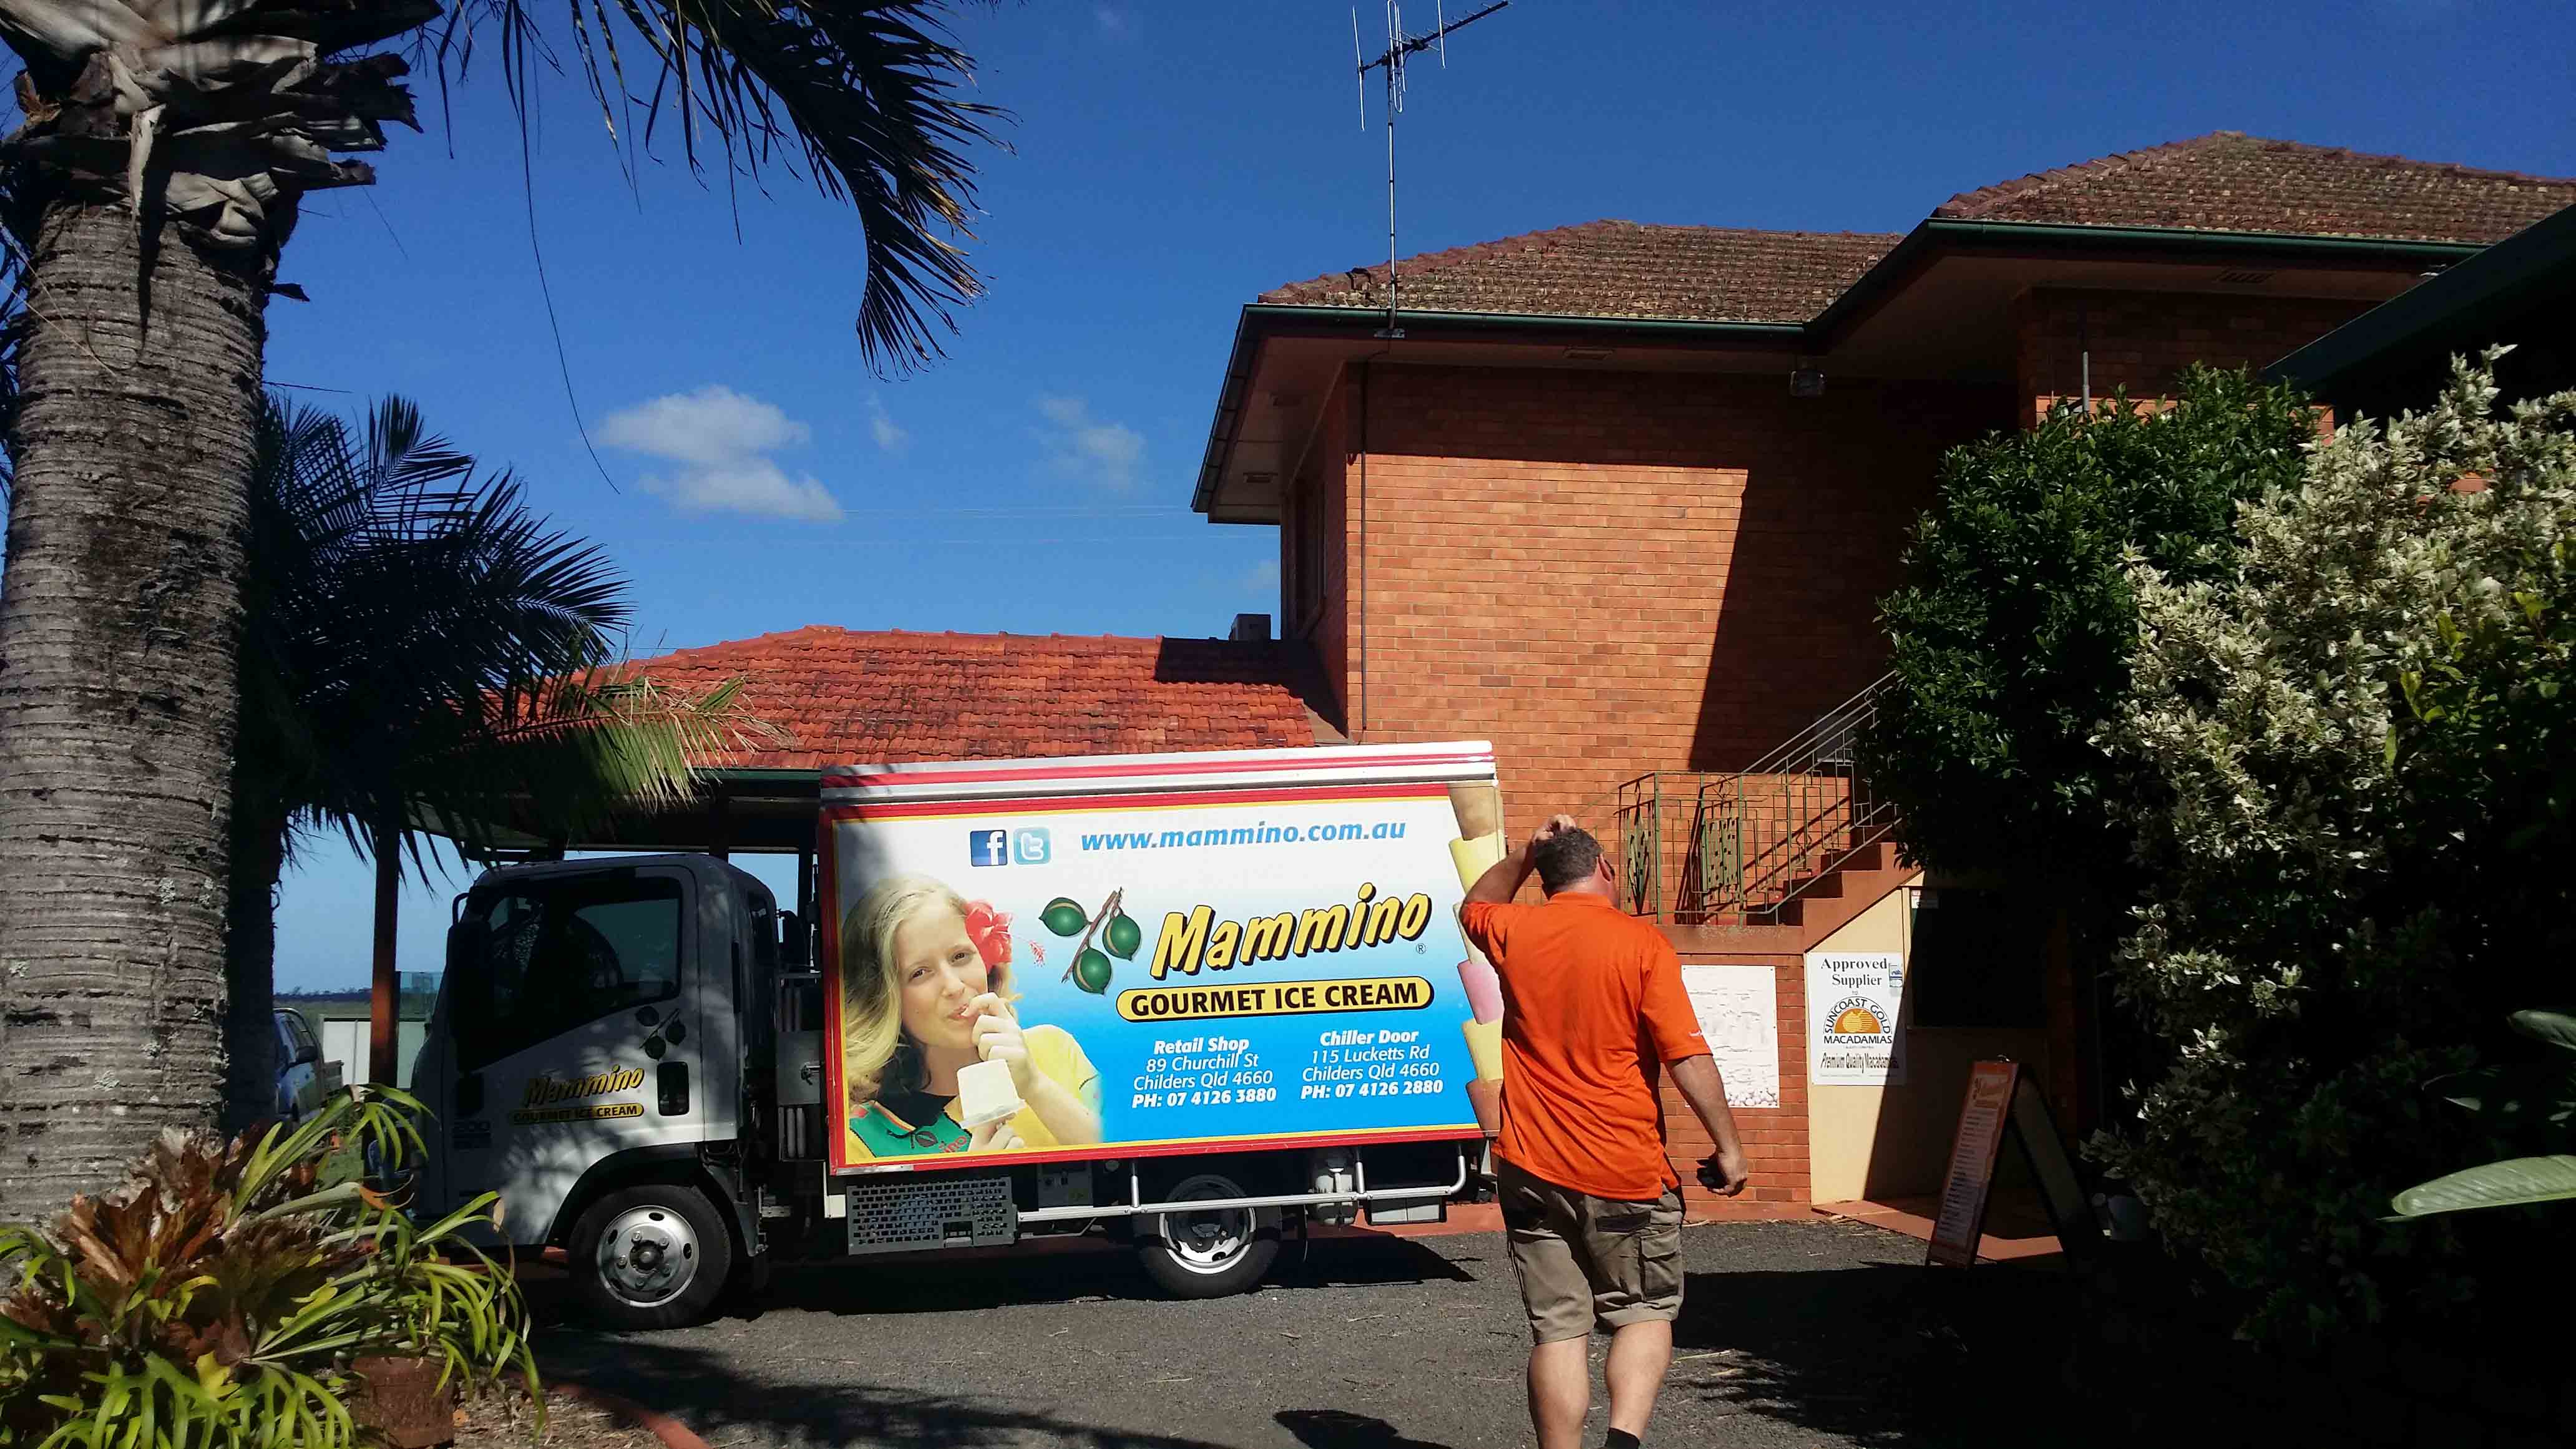 www.mammino.com.au
Mammino
®
GOURMET ICE CREAM
Retail Shop
89 Churchill St
Childers Qld 4660
PH: 07 4126 3880
Chiller Door
115 Lucketts Rd
Childers Qld 4660
PH: 07 4126 2880
Mammino
GOURMET ICE CREAM
Approved
Supplier
TO
SUNCOAST GOLD
MACADAMIAS
Premium Quality Macadamias